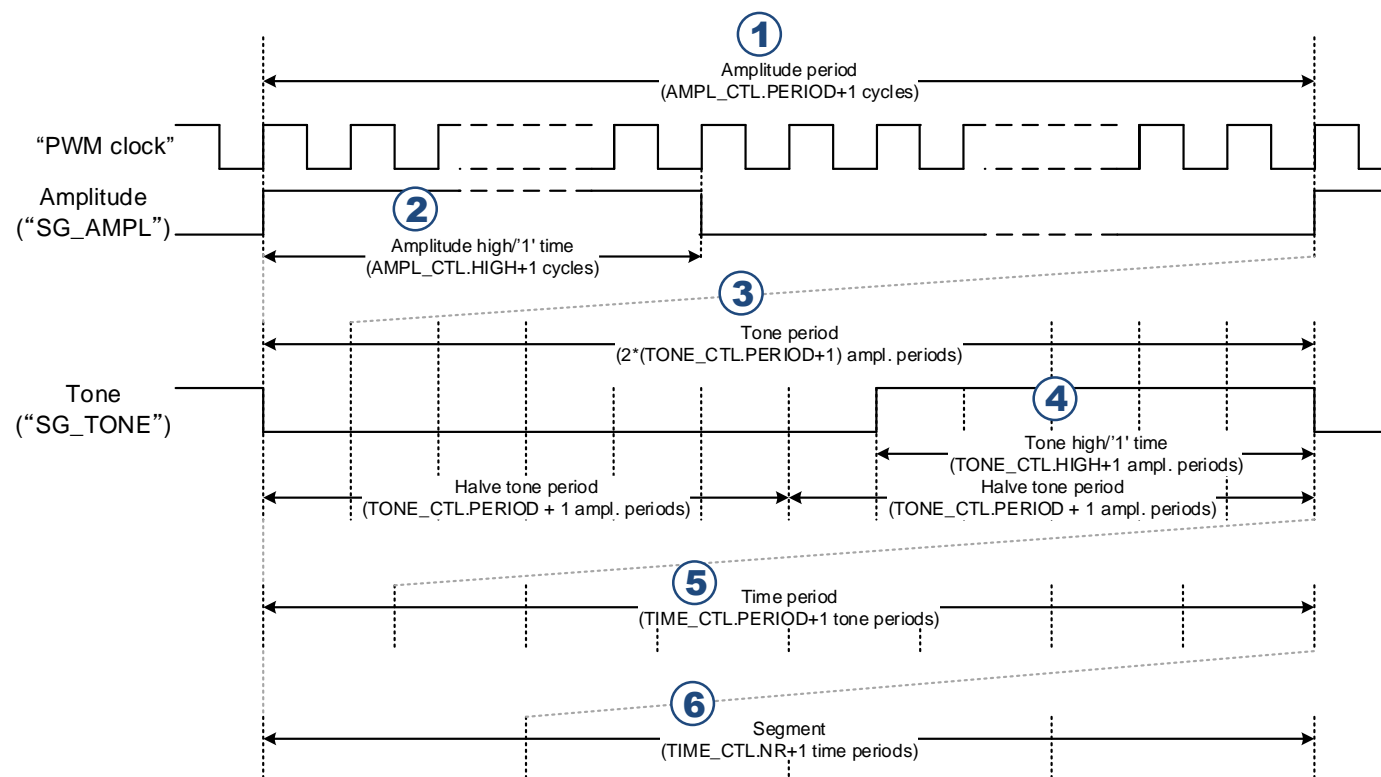 1
Amplitude period
(AMPL_CTL.PERIOD+1 cycles)
“PWM clock”
Amplitude
(“SG_AMPL”)
2
Amplitude high/'1' time
(AMPL_CTL.HIGH+1 cycles)
3
Tone period
(2*(TONE_CTL.PERIOD+1) ampl. periods)
Tone
(“SG_TONE”)
4
Tone high/'1' time
(TONE_CTL.HIGH+1 ampl. periods)
Halve tone period
(TONE_CTL.PERIOD + 1 ampl. periods)
Halve tone period
(TONE_CTL.PERIOD + 1 ampl. periods)
5
Time period
(TIME_CTL.PERIOD+1 tone periods)
6
Segment
(TIME_CTL.NR+1 time periods)